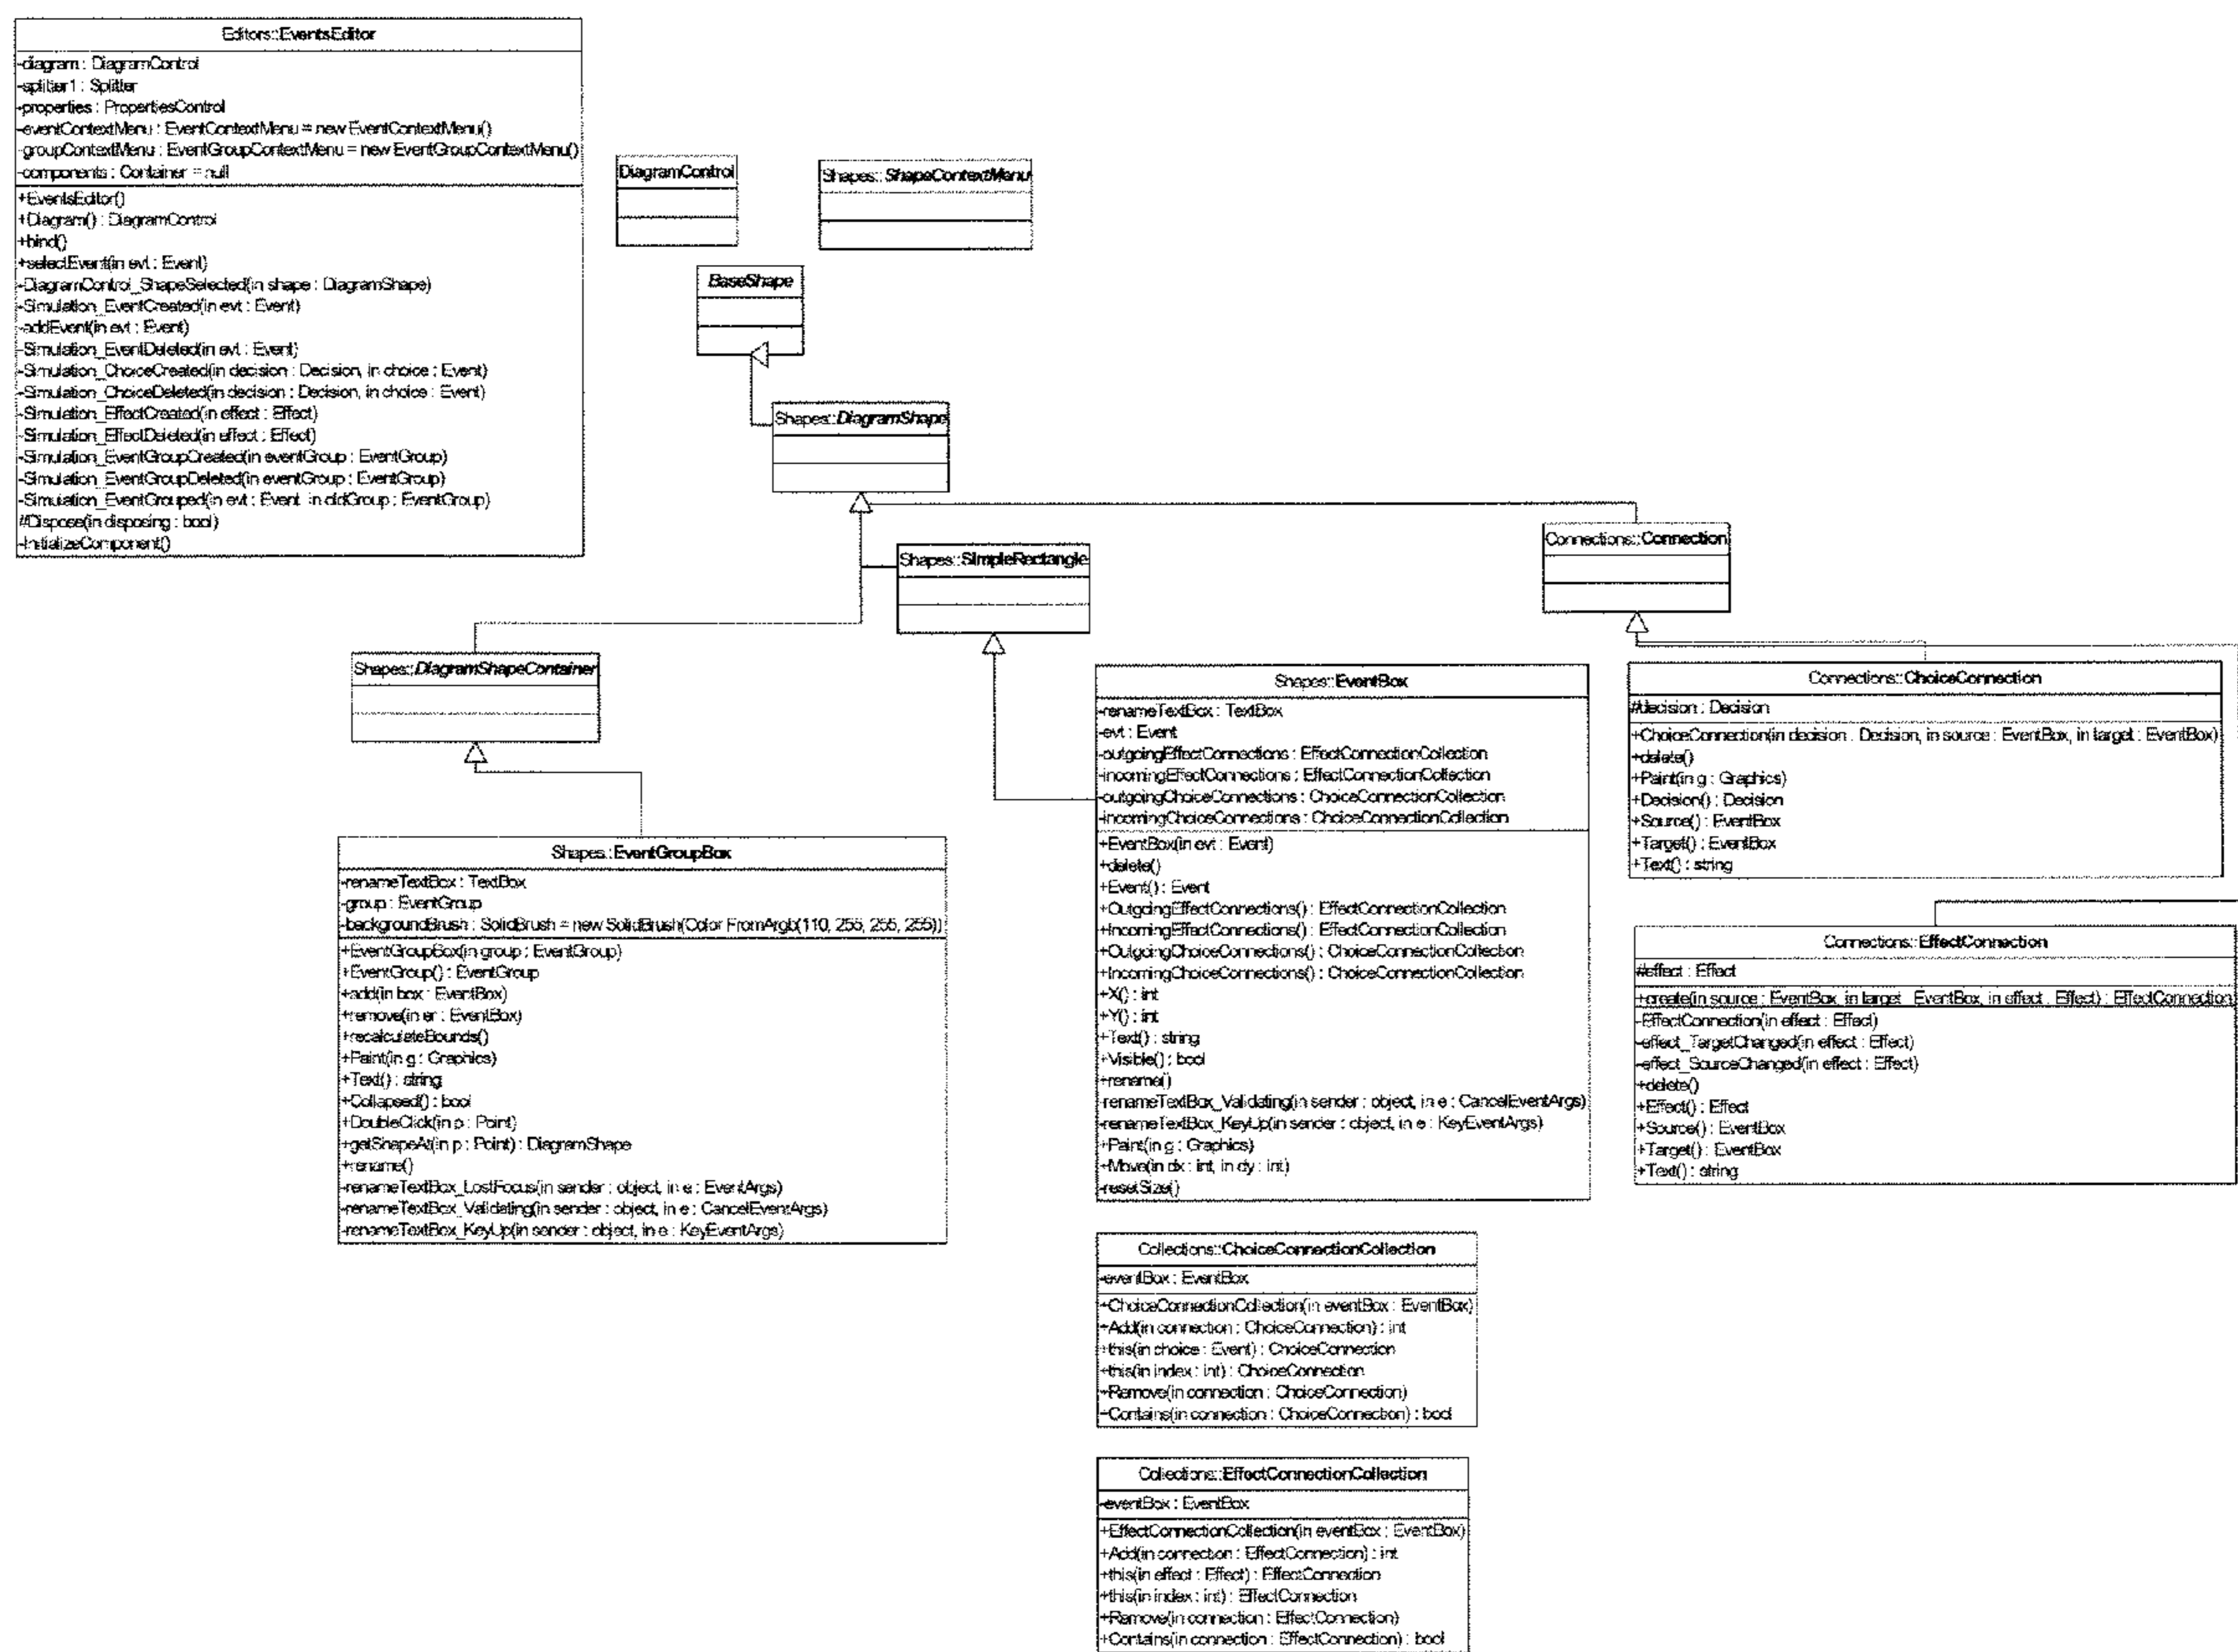 Editors::EventsEditor
-diagram : DiagramControl
-splitter1 : Splitter
-properties : PropertiesControl
-eventContextMenu : EventContextMenu = new EventContextMenu()
-groupContextMenu : EventGroupContextMenu = new EventGroupContextMenu()
-components : Container = null
+EventsEditor()
+Diagram() : DiagramControl
+bind()
+selectEvent(in evt : Event)
-DiagramControl_ShapeSelected(in shape : DiagramShape)
-Simulation_EventCreated(in evt : Event)
-addEvent(in evt : Event)
-Simulation_EventDeleted(in evt : Event)
-Simulation_ChoiceCreated(in decision : Decision, in choice : Event)
-Simulation_ChoiceDeleted(in decision : Decision, in choice : Event)
-Simulation_EffectCreated(in effect : Effect)
-Simulation_EffectDeleted(in effect : Effect)
-Simulation_EventGroupCreated(in eventGroup : EventGroup)
-Simulation_EventGroupDeleted(in eventGroup : EventGroup)
-Simulation_EventGrouped(in evt : Event, in oldGroup : EventGroup)
#Dispose(in disposing : bool)
-InitializeComponent()
DiagramControl
Shapes::ShapeContextMenu
BaseShape
Shapes::DiagramShape
Shapes::SimpleRectangle
Connections::Connection
Shapes::DiagramShapeContainer
Shapes::EventGroupBox
-renameTextBox : TextBox
-group : EventGroup
-backgroundBrush : SolidBrush = new SolidBrush(Color.FromArgb(110, 255, 255, 255))
+EventGroupBox(in group : EventGroup)
+EventGroup() : EventGroup
+add(in box : EventBox)
+remove(in er : EventBox)
+recalculateBounds()
+Paint(in g : Graphics)
+Text() : string
+Collapsed() : bool
+DoubleClick(in p : Point)
+getShapeAt(in p : Point) : DiagramShape
+rename()
-renameTextBox_LostFocus(in sender : object, in e : EventArgs)
-renameTextBox_Validating(in sender : object, in e : CancelEventArgs)
-renameTextBox_KeyUp(in sender : object, in e : KeyEventArgs)
Shapes::EventBox
-renameTextBox : TextBox
-evt : Event
-outgoingEffectConnections : EffectConnectionCollection
-incomingEffectConnections : EffectConnectionCollection
-outgoingChoiceConnections : ChoiceConnectionCollection
-incomingChoiceConnections : ChoiceConnectionCollection
+EventBox(in evt : Event)
+delete()
+Event() : Event
+OutgoingEffectConnections() : EffectConnectionCollection
+IncomingEffectConnections() : EffectConnectionCollection
+OutgoingChoiceConnections() : ChoiceConnectionCollection
+IncomingChoiceConnections() : ChoiceConnectionCollection
+X() : int
+Y() : int
+Text() : string
+Visible() : bool
+rename()
-renameTextBox_Validating(in sender : object, in e : CancelEventArgs)
-renameTextBox_KeyUp(in sender : object, in e : KeyEventArgs)
+Paint(in g : Graphics)
+Move(in dx : int, in dy : int)
-resetSize()
Connections::ChoiceConnection
#decision : Decision
+ChoiceConnection(in decision : Decision, in source : EventBox, in target : EventBox)
+delete()
+Paint(in g : Graphics)
+Decision() : Decision
+Source() : EventBox
+Target() : EventBox
+Text() : string
Connections::EffectConnection
#effect : Effect
+create(in source : EventBox, in target : EventBox, in effect : Effect) : EffectConnection
-EffectConnection(in effect : Effect)
-effect_TargetChanged(in effect : Effect)
-effect_SourceChanged(in effect : Effect)
+delete()
+Effect() : Effect
+Source() : EventBox
+Target() : EventBox
+Text() : string
Collections::ChoiceConnectionCollection
-eventBox : EventBox
+ChoiceConnectionCollection(in eventBox : EventBox)
+Add(in connection : ChoiceConnection) : int
+this(in choice : Event) : ChoiceConnection
+this(in index : int) : ChoiceConnection
+Remove(in connection : ChoiceConnection)
+Contains(in connection : ChoiceConnection) : bool
Collections::EffectConnectionCollection
-eventBox : EventBox
+EffectConnectionCollection(in eventBox : EventBox)
+Add(in connection : EffectConnection) : int
+this(in effect : Effect) : EffectConnection
+this(in index : int) : EffectConnection
+Remove(in connection : EffectConnection)
+Contains(in connection : EffectConnection) : bool